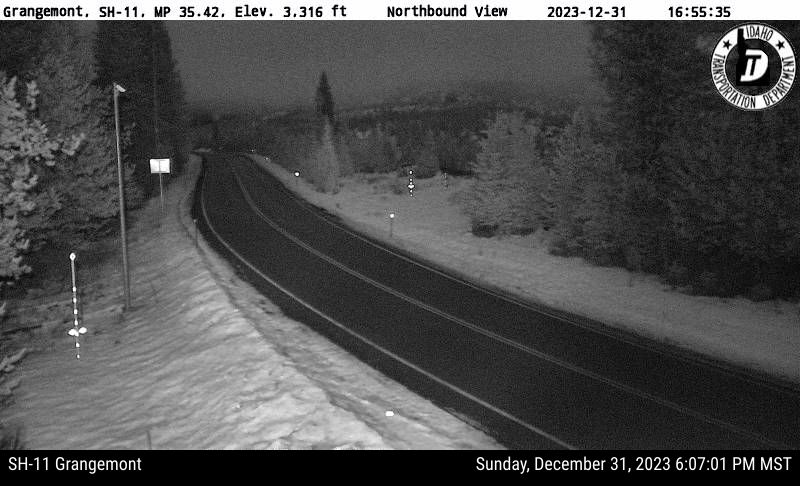 Grangemont, SH-11, MP 35.42, Elev. 3,316 ft Northbound View 2023-12-31 16:55:35
IDAHO
TRANSPORTATION DEPARTMENT
SH-11 Grangemont Sunday, December 31, 2023 6:07:01 PM MST